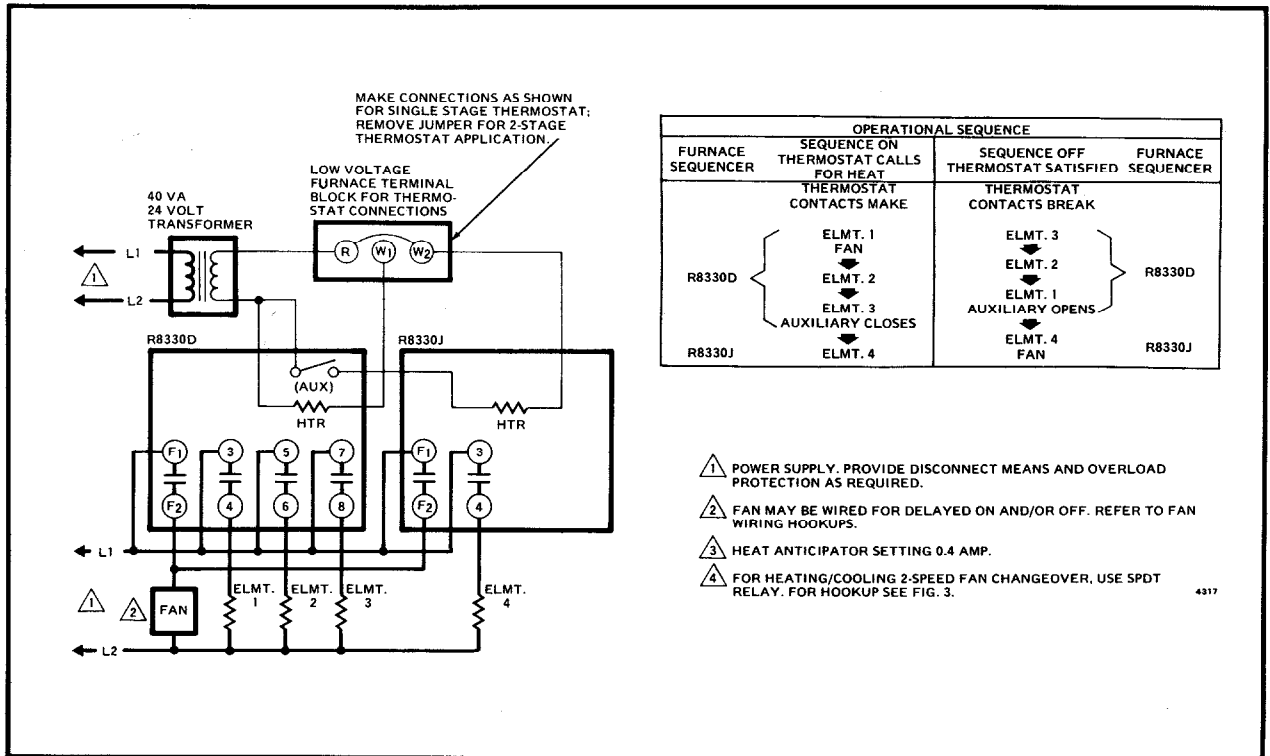 MAKE CONNECTIONS AS SHOWN
FOR SINGLE STAGE THERMOSTAT;
REMOVE JUMPER FOR 2-STAGE
THERMOSTAT APPLICATION.
LOW VOLTAGE
FURNACE TERMINAL
BLOCK FOR THERMO-
STAT CONNECTIONS
40 VA
24 VOLT
TRANSFORMER
L1
1
L2
R W1 W2
R8330D
R8330J
(AUX)
HTR
HTR
F1 3 5 7
F2 4 6 8
F1 3
F2 4
L1
1
2
FAN
ELMT.
1
ELMT.
2
ELMT.
3
ELMT.
4
L2
OPERATIONAL SEQUENCE
FURNACE
SEQUENCER
SEQUENCE ON
THERMOSTAT CALLS
FOR HEAT
SEQUENCE OFF
THERMOSTAT SATISFIED
FURNACE
SEQUENCER
THERMOSTAT
CONTACTS MAKE
ELMT. 1
FAN
R8330D
ELMT. 2
ELMT. 3
AUXILIARY CLOSES
R8330J
ELMT. 4
THERMOSTAT
CONTACTS BREAK
ELMT. 3
ELMT. 2
R8330D
ELMT. 1
AUXILIARY OPENS
ELMT. 4
FAN
R8330J
1 POWER SUPPLY. PROVIDE DISCONNECT MEANS AND OVERLOAD
PROTECTION AS REQUIRED.
2 FAN MAY BE WIRED FOR DELAYED ON AND/OR OFF. REFER TO FAN
WIRING HOOKUPS.
3 HEAT ANTICIPATOR SETTING 0.4 AMP.
4 FOR HEATING/COOLING 2-SPEED FAN CHANGEOVER, USE SPDT
RELAY. FOR HOOKUP SEE FIG. 3.
4317